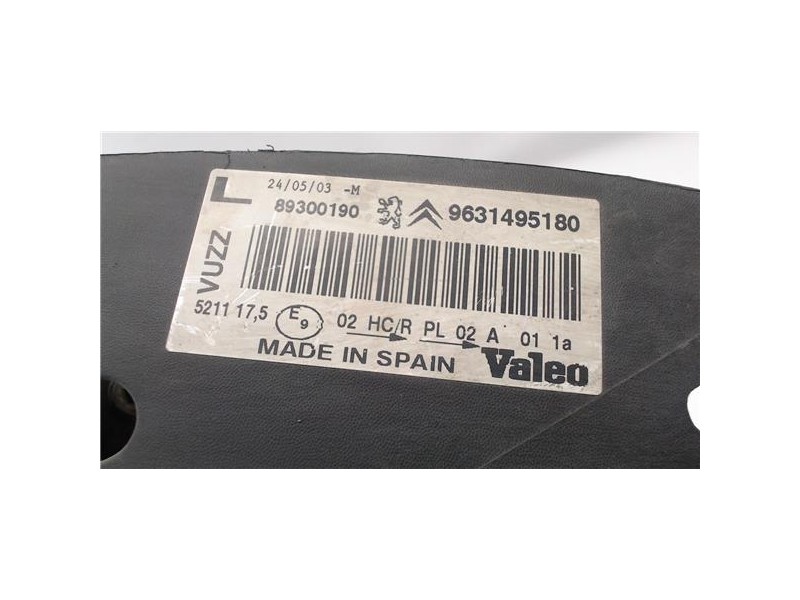 L 24/05/03 -M
89300190 9631495180
VUZZ
5211 17,5 E9 02 HC/R PL 02 A 01 1a
MADE IN SPAIN Valeo